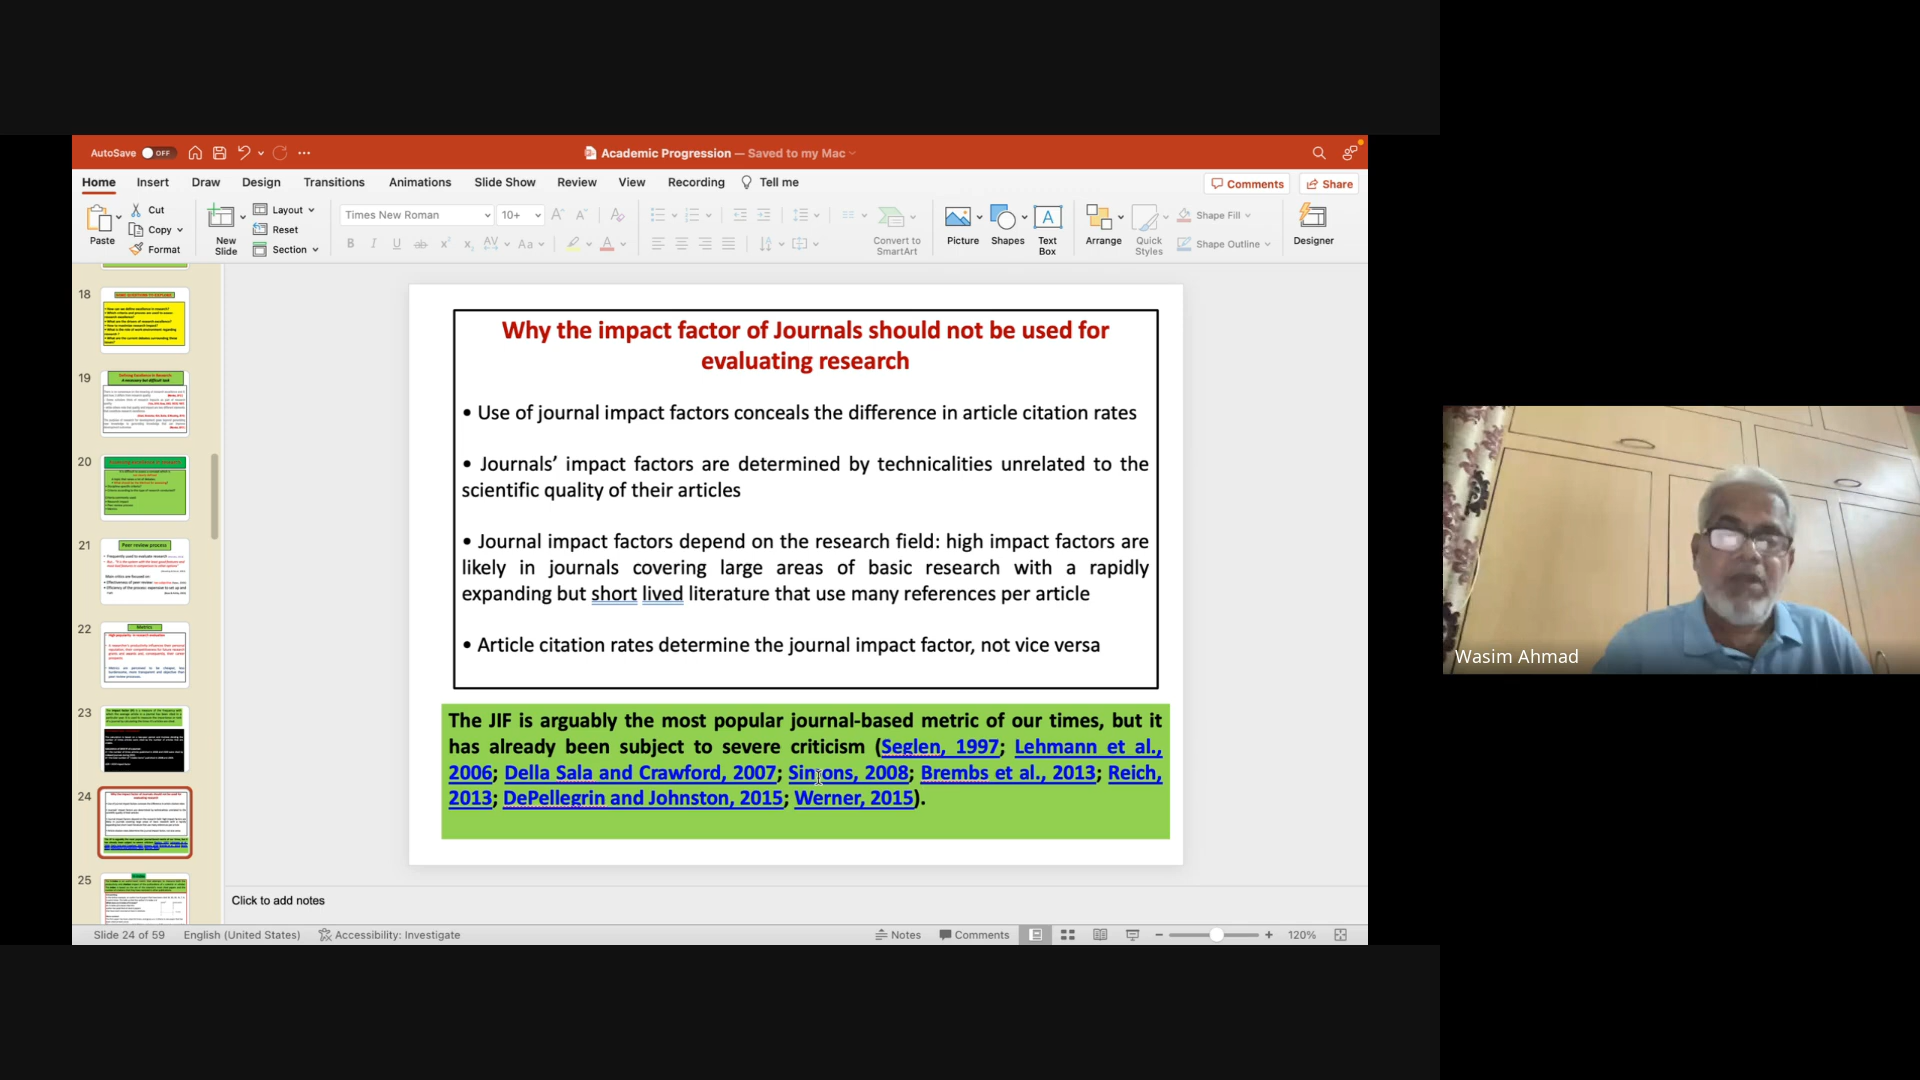 AutoSave OFF
Academic Progression — Saved to my Mac
Home Insert Draw Design Transitions Animations Slide Show Review View Recording Tell me
Comments Share
Paste
Cut
Copy
Format
New
Slide
Layout
Reset
Section
Times New Roman 10+
Convert to
SmartArt
Picture
Shapes
Text
Box
Arrange
Quick
Styles
Shape Fill
Shape Outline
Designer
18
19
20
21
Peer review process
22
Metrics
23
24
25
Why the impact factor of Journals should not be used for
evaluating research
• Use of journal impact factors conceals the difference in article citation rates
• Journals’ impact factors are determined by technicalities unrelated to the
scientific quality of their articles
• Journal impact factors depend on the research field: high impact factors are
likely in journals covering large areas of basic research with a rapidly
expanding but short lived literature that use many references per article
• Article citation rates determine the journal impact factor, not vice versa
The JIF is arguably the most popular journal-based metric of our times, but it
has already been subject to severe criticism (Seglen, 1997; Lehmann et al.,
2006; Della Sala and Crawford, 2007; Simons, 2008; Brembs et al., 2013; Reich,
2013; DePellegrin and Johnston, 2015; Werner, 2015).
Click to add notes
Slide 24 of 59 English (United States) Accessibility: Investigate
Notes Comments 120%
Wasim Ahmad